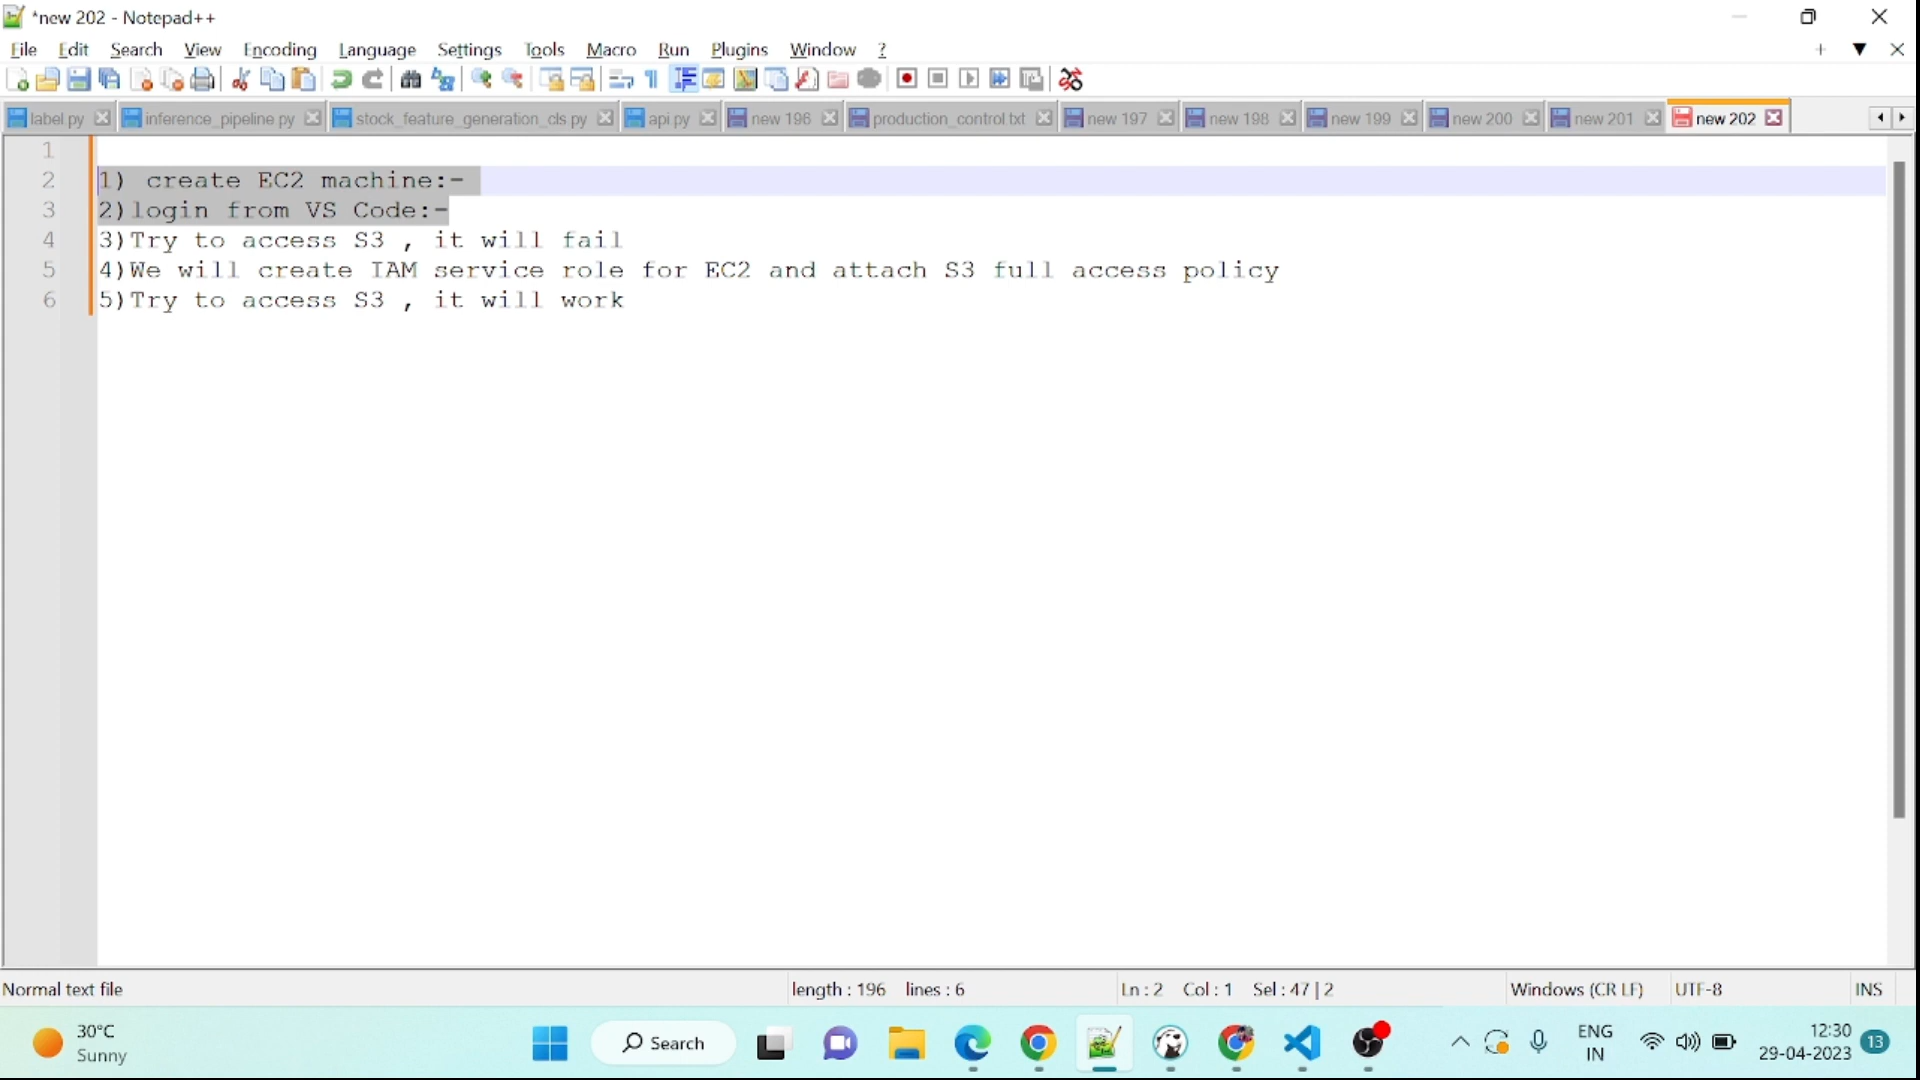 *new 202 - Notepad++
File Edit Search View Encoding Language Settings Tools Macro Run Plugins Window ?
label.py inference_pipeline.py stock_feature_generation_cls.py api.py new 196 production_control.txt new 197 new 198 new 199 new 200 new 201 new 202
1
2 1) create EC2 machine:-
3 2)login from VS Code:-
4 3)Try to access S3 , it will fail
5 4)We will create IAM service role for EC2 and attach S3 full access policy
6 5)Try to access S3 , it will work
Normal text file length : 196 lines : 6 Ln : 2 Col : 1 Sel : 47 | 2 Windows (CR LF) UTF-8 INS
30°C
Sunny
Search
ENG
IN
12:30
29-04-2023
13